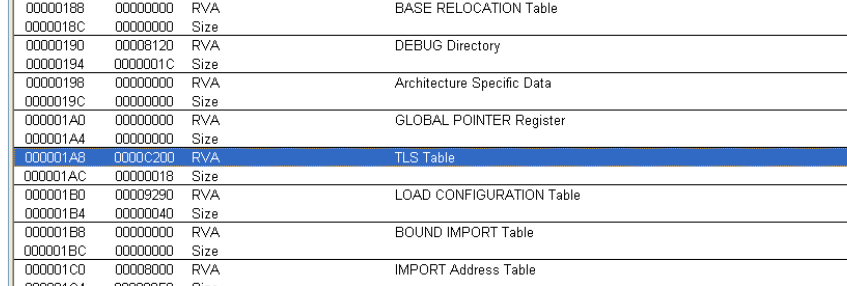 00000188 00000000 RVA BASE RELOCATION Table
0000018C 00000000 Size
00000190 00008120 RVA DEBUG Directory
00000194 0000001C Size
00000198 00000000 RVA Architecture Specific Data
0000019C 00000000 Size
000001A0 00000000 RVA GLOBAL POINTER Register
000001A4 00000000 Size
000001A8 0000C200 RVA TLS Table
000001AC 00000018 Size
000001B0 00009290 RVA LOAD CONFIGURATION Table
000001B4 00000040 Size
000001B8 00000000 RVA BOUND IMPORT Table
000001BC 00000000 Size
000001C0 00008000 RVA IMPORT Address Table